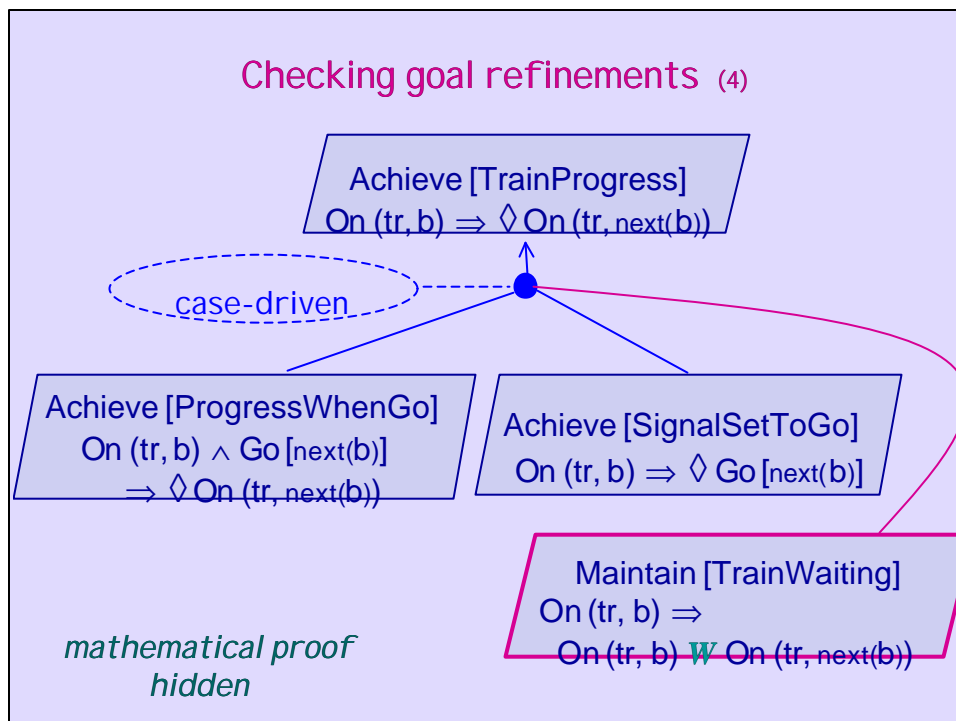 Checking goal refinements (4)
Achieve [TrainProgress]
On (tr, b) ⇒ ◊ On (tr, next(b))
case-driven
Achieve [ProgressWhenGo]
On (tr, b) ∧ Go [next(b)]
⇒ ◊ On (tr, next(b))
Achieve [SignalSetToGo]
On (tr, b) ⇒ ◊ Go [next(b)]
Maintain [TrainWaiting]
On (tr, b) ⇒
On (tr, b) W On (tr, next(b))
mathematical proof
hidden